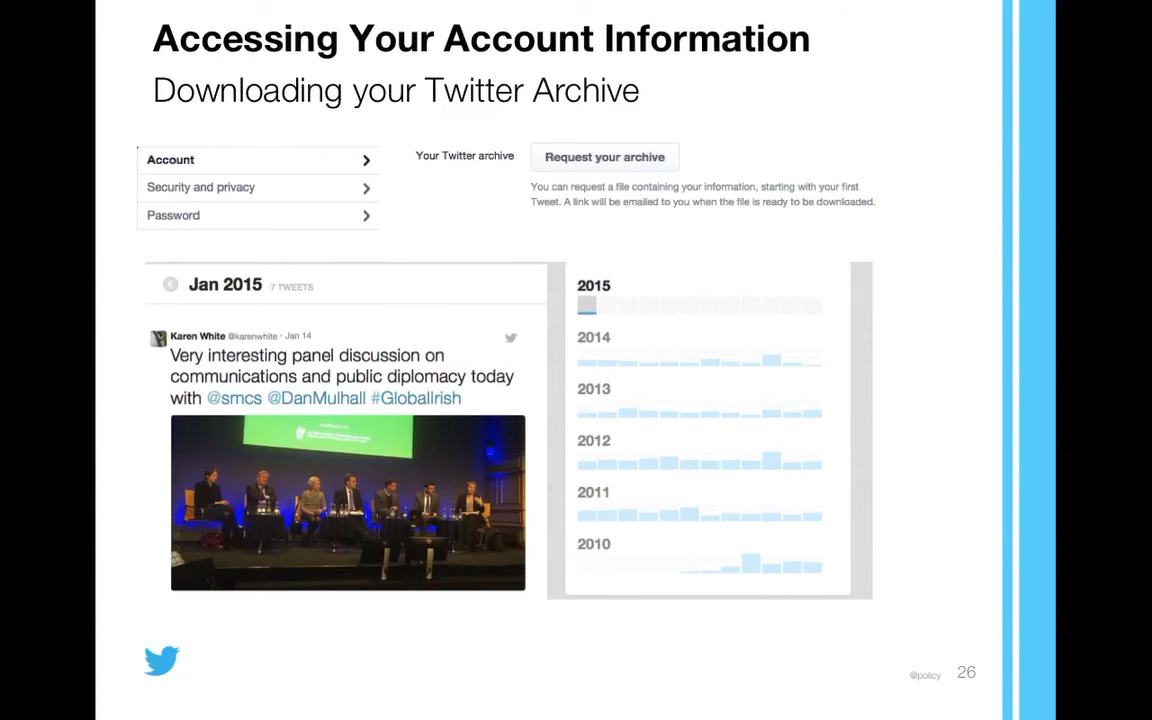 Accessing Your Account Information
Downloading your Twitter Archive
Account
Security and privacy
Password
Your Twitter archive
Request your archive
You can request a file containing your information, starting with your first
Tweet. A link will be emailed to you when the file is ready to be downloaded.
Jan 2015 7 TWEETS
Karen White @karenwhite · Jan 14
Very interesting panel discussion on
communications and public diplomacy today
with @smcs @DanMulhall #GlobalIrish
2015
2014
2013
2012
2011
2010
@policy 26